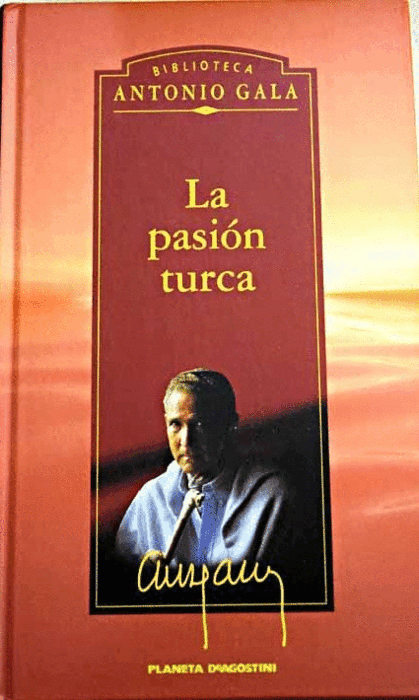 BIBLIOTECA
ANTONIO GALA
La
pasión
turca
PLANETA DEAGOSTINI